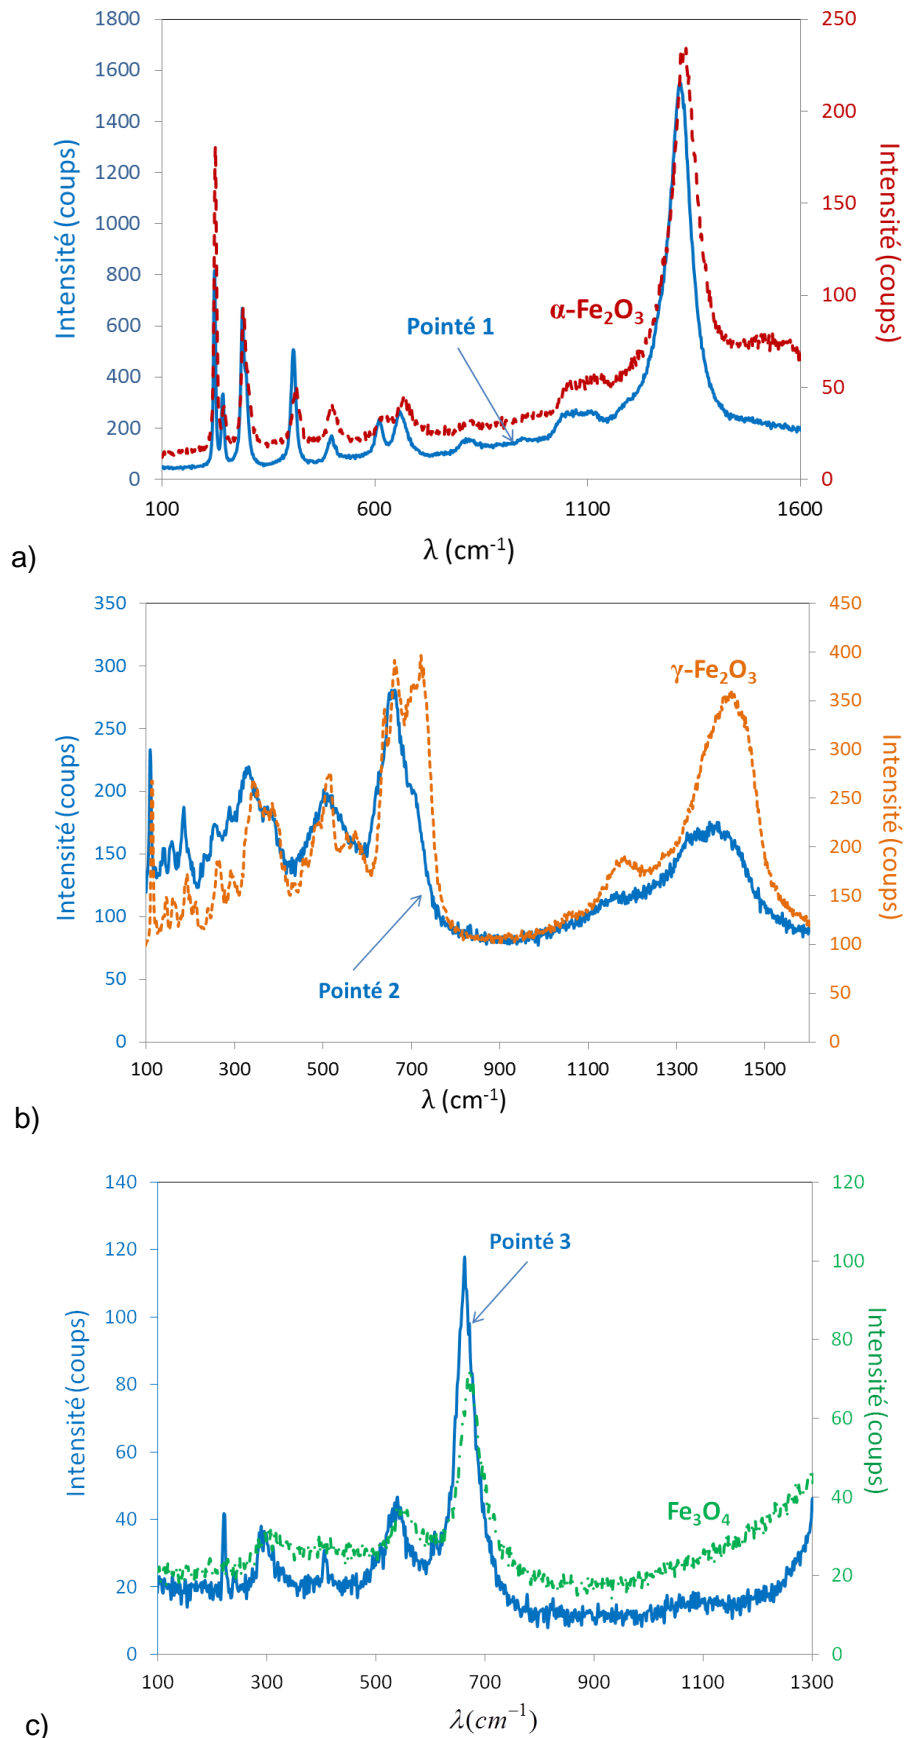 1800
1600
1400
1200
1000
800
600
400
200
0
Intensité (coups)
250
200
150
100
50
0
Intensité (coups)
α-Fe2O3
Pointé 1
100 600 1100 1600
λ (cm-1)
a)
350
300
250
200
150
100
50
0
Intensité (coups)
450
400
350
300
250
200
150
100
50
0
Intensité (coups)
γ-Fe2O3
Pointé 2
100 300 500 700 900 1100 1300 1500
λ (cm-1)
b)
140
120
100
80
60
40
20
0
Intensité (coups)
120
100
80
60
40
20
0
Intensité (coups)
Pointé 3
Fe3O4
100 300 500 700 900 1100 1300
λ(cm−1)
c)